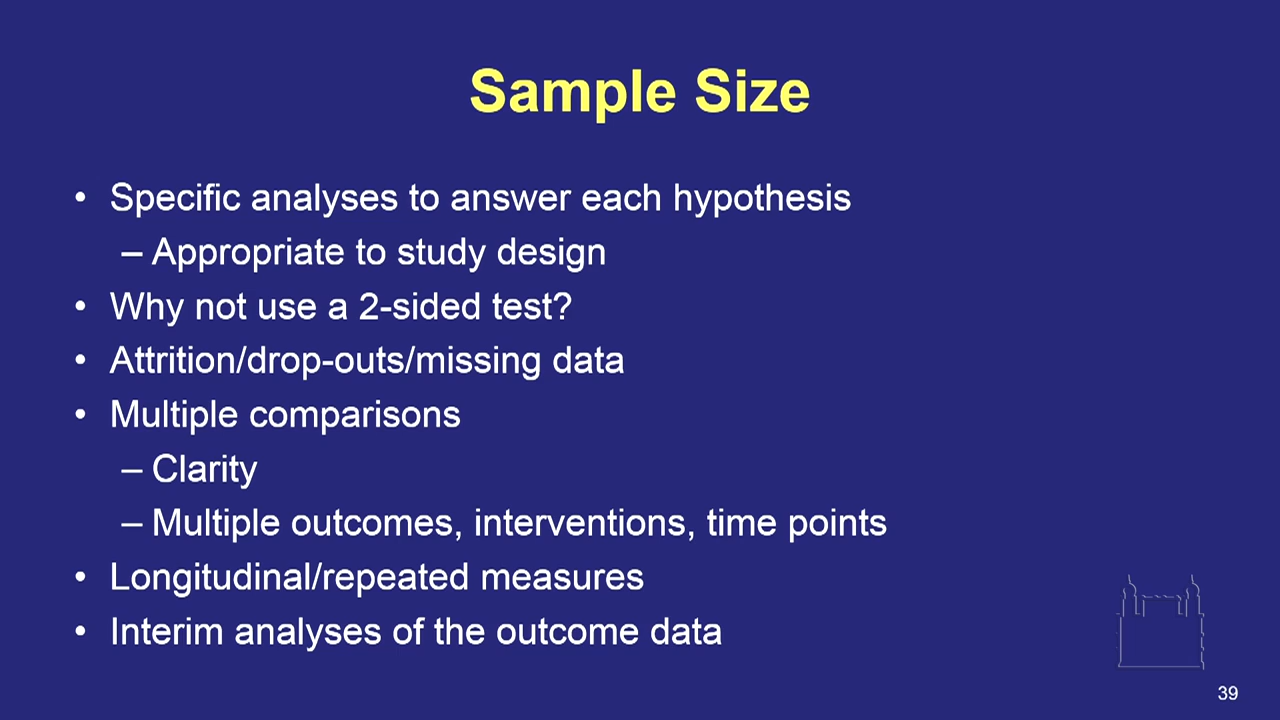 Sample Size
• Specific analyses to answer each hypothesis
– Appropriate to study design
• Why not use a 2-sided test?
• Attrition/drop-outs/missing data
• Multiple comparisons
– Clarity
– Multiple outcomes, interventions, time points
• Longitudinal/repeated measures
• Interim analyses of the outcome data
39